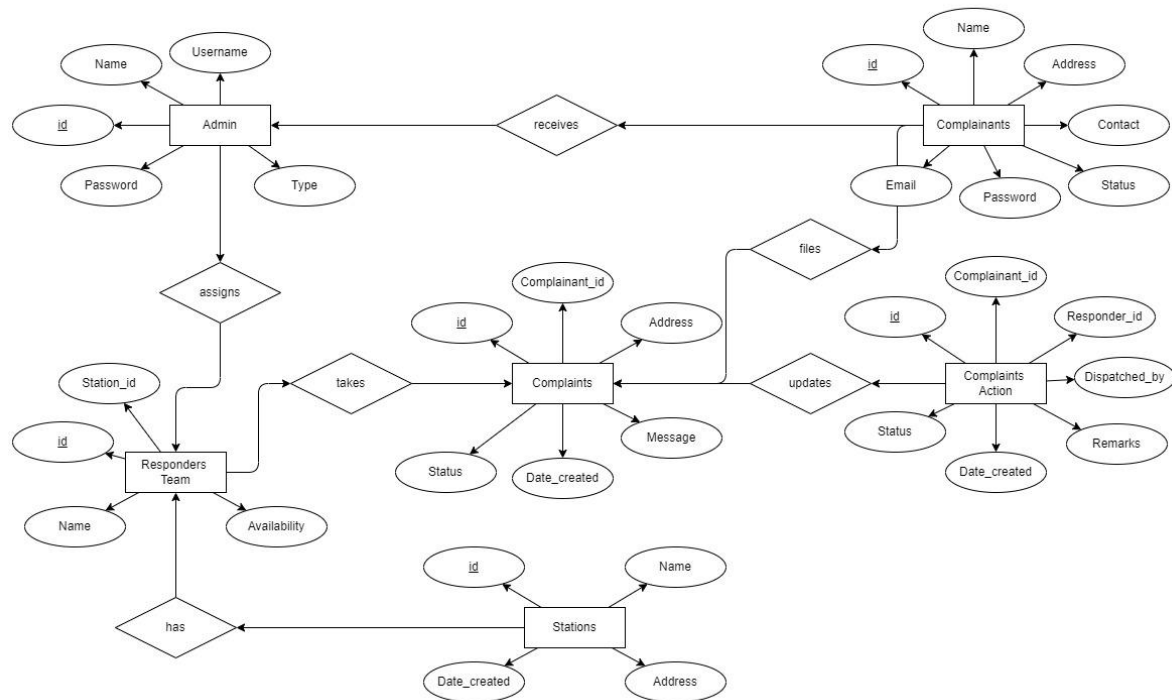 Name
Username
id
Admin
Password
Type
receives
Name
id
Address
Complainants
Contact
Email
Password
Status
files
assigns
Complainant_id
id
Address
takes
Complaints
Status
Date_created
Message
updates
Complainant_id
id
Responder_id
Complaints
Action
Dispatched_by
Status
Date_created
Remarks
Station_id
id
Responders
Team
Name
Availability
has
id
Name
Stations
Date_created
Address